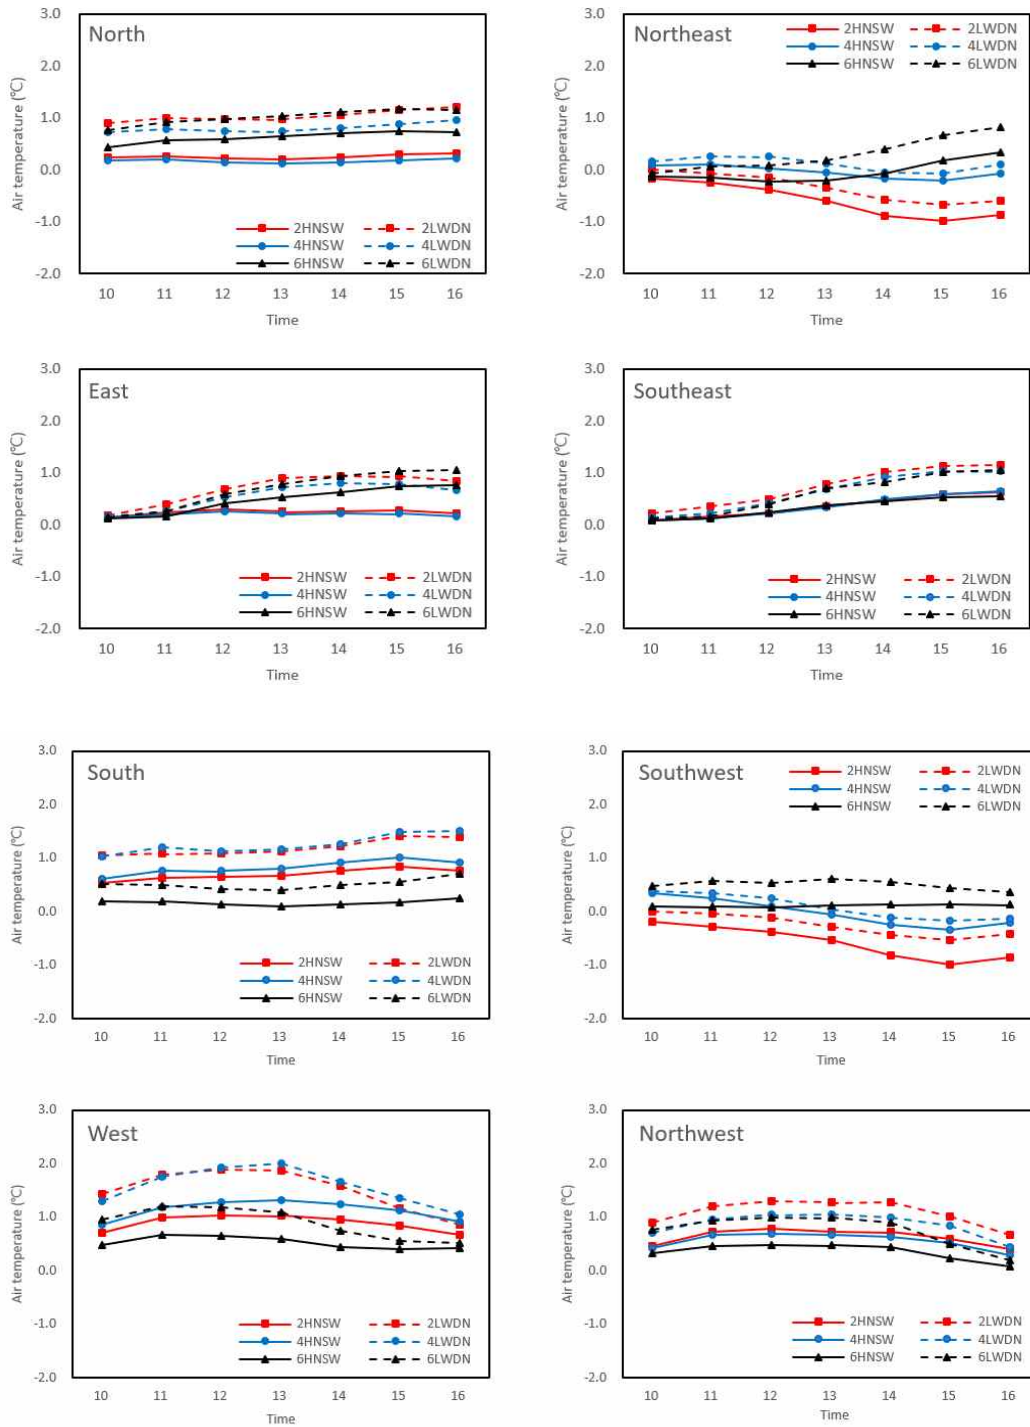 North
3.0
2.0
1.0
0.0
-1.0
-2.0
Air temperature (℃)
2HNSW 2LWDN
4HNSW 4LWDN
6HNSW 6LWDN
10 11 12 13 14 15 16
Time
Northeast
3.0
2.0
1.0
0.0
-1.0
-2.0
Air temperature (℃)
2HNSW 2LWDN
4HNSW 4LWDN
6HNSW 6LWDN
10 11 12 13 14 15 16
Time
East
3.0
2.0
1.0
0.0
-1.0
-2.0
Air temperature (℃)
2HNSW 2LWDN
4HNSW 4LWDN
6HNSW 6LWDN
10 11 12 13 14 15 16
Time
Southeast
3.0
2.0
1.0
0.0
-1.0
-2.0
Air temperature (℃)
2HNSW 2LWDN
4HNSW 4LWDN
6HNSW 6LWDN
10 11 12 13 14 15 16
Time
South
3.0
2.0
1.0
0.0
-1.0
-2.0
Air temperature (℃)
2HNSW 2LWDN
4HNSW 4LWDN
6HNSW 6LWDN
10 11 12 13 14 15 16
Time
Southwest
3.0
2.0
1.0
0.0
-1.0
-2.0
Air temperature (℃)
2HNSW 2LWDN
4HNSW 4LWDN
6HNSW 6LWDN
10 11 12 13 14 15 16
Time
West
3.0
2.0
1.0
0.0
-1.0
-2.0
Air temperature (℃)
2HNSW 2LWDN
4HNSW 4LWDN
6HNSW 6LWDN
10 11 12 13 14 15 16
Time
Northwest
3.0
2.0
1.0
0.0
-1.0
-2.0
Air temperature (℃)
2HNSW 2LWDN
4HNSW 4LWDN
6HNSW 6LWDN
10 11 12 13 14 15 16
Time